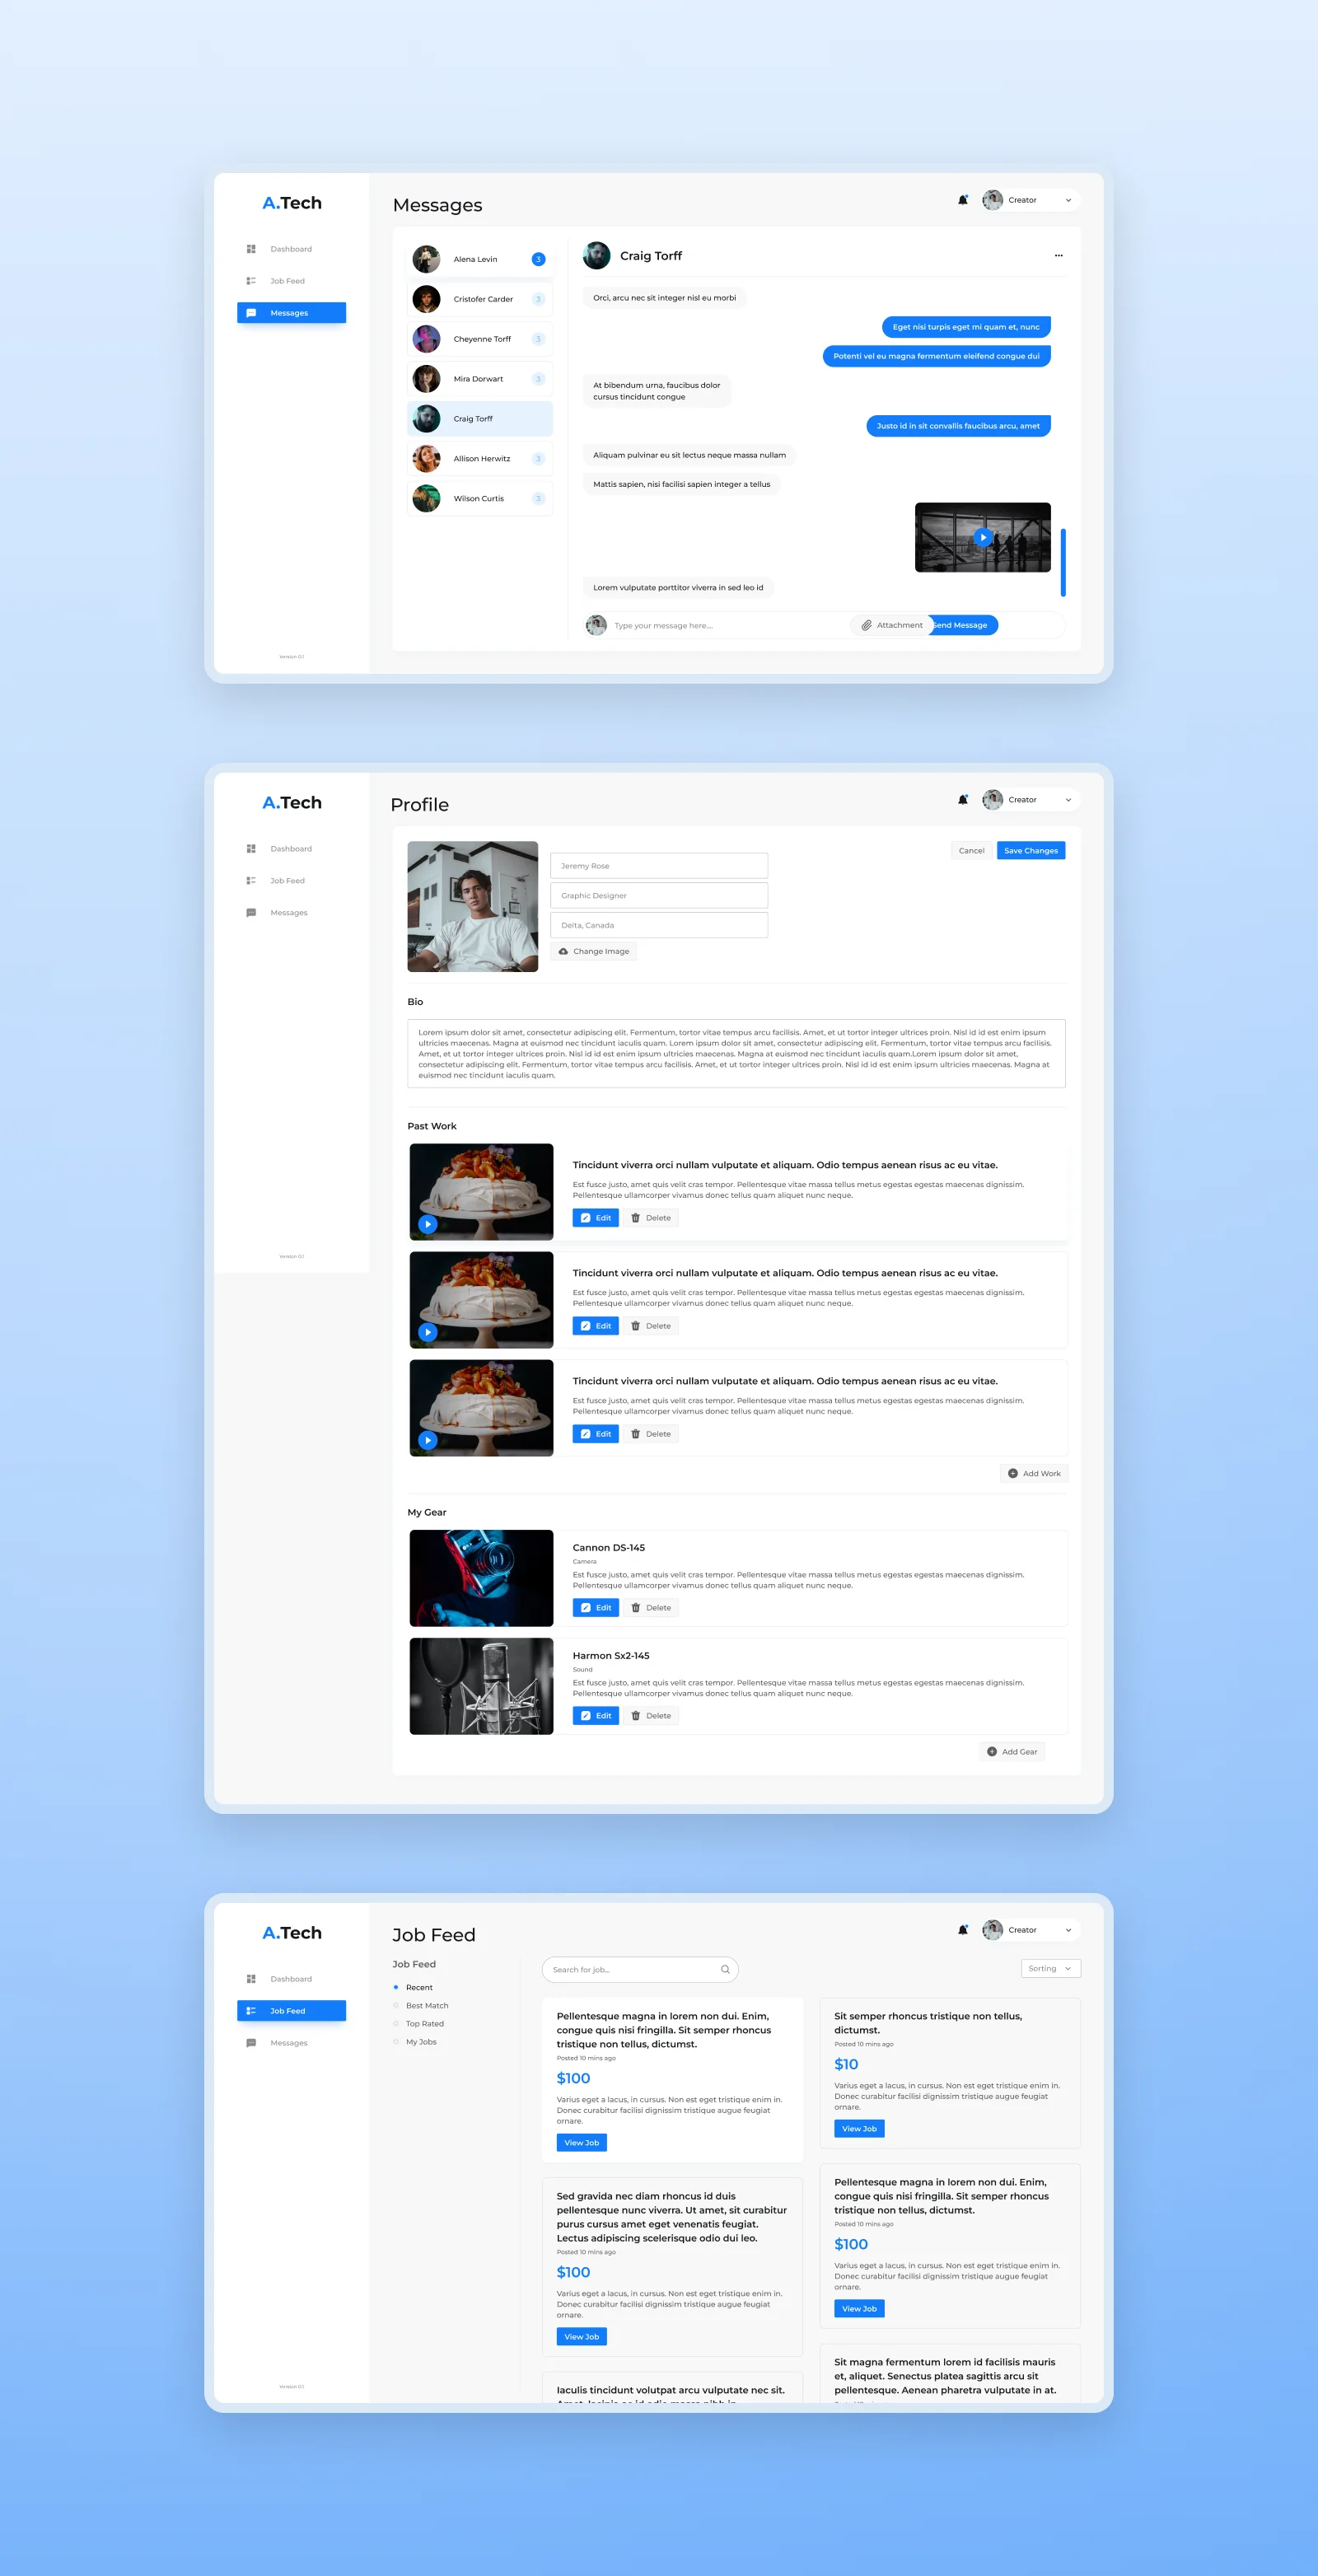 A.Tech
Dashboard
Job Feed
Messages
Version 0.1
Messages
Creator
Alena Levin
3
Cristofer Carder
3
Cheyenne Torff
3
Mira Dorwart
3
Craig Torff
Allison Herwitz
3
Wilson Curtis
3
Craig Torff
Orci, arcu nec sit integer nisl eu morbi
Eget nisi turpis eget mi quam et, nunc
Potenti vel eu magna fermentum eleifend congue dui
At bibendum urna, faucibus dolor
cursus tincidunt congue
Justo id in sit convallis faucibus arcu, amet
Aliquam pulvinar eu sit lectus neque massa nullam
Mattis sapien, nisi facilisi sapien integer a tellus
Lorem vulputate porttitor viverra in sed leo id
Type your message here....
Attachment
Send Message
A.Tech
Dashboard
Job Feed
Messages
Version 0.1
Profile
Creator
Jeremy Rose
Graphic Designer
Delta, Canada
Change Image
Cancel
Save Changes
Bio
Lorem ipsum dolor sit amet, consectetur adipiscing elit. Fermentum, tortor vitae tempus arcu facilisis. Amet, et ut tortor integer ultrices proin. Nisl id id est enim ipsum
ultricies maecenas. Magna at euismod nec tincidunt iaculis quam. Lorem ipsum dolor sit amet, consectetur adipiscing elit. Fermentum, tortor vitae tempus arcu facilisis.
Amet, et ut tortor integer ultrices proin. Nisl id id est enim ipsum ultricies maecenas. Magna at euismod nec tincidunt iaculis quam.Lorem ipsum dolor sit amet,
consectetur adipiscing elit. Fermentum, tortor vitae tempus arcu facilisis. Amet, et ut tortor integer ultrices proin. Nisl id id est enim ipsum ultricies maecenas. Magna at
euismod nec tincidunt iaculis quam.
Past Work
Tincidunt viverra orci nullam vulputate et aliquam. Odio tempus aenean risus ac eu vitae.
Est fusce justo, amet quis velit cras tempor. Pellentesque vitae massa tellus metus egestas egestas maecenas dignissim.
Pellentesque ullamcorper vivamus donec tellus quam aliquet nunc neque.
Edit
Delete
Tincidunt viverra orci nullam vulputate et aliquam. Odio tempus aenean risus ac eu vitae.
Est fusce justo, amet quis velit cras tempor. Pellentesque vitae massa tellus metus egestas egestas maecenas dignissim.
Pellentesque ullamcorper vivamus donec tellus quam aliquet nunc neque.
Edit
Delete
Tincidunt viverra orci nullam vulputate et aliquam. Odio tempus aenean risus ac eu vitae.
Est fusce justo, amet quis velit cras tempor. Pellentesque vitae massa tellus metus egestas egestas maecenas dignissim.
Pellentesque ullamcorper vivamus donec tellus quam aliquet nunc neque.
Edit
Delete
Add Work
My Gear
Cannon DS-145
Camera
Est fusce justo, amet quis velit cras tempor. Pellentesque vitae massa tellus metus egestas egestas maecenas dignissim.
Pellentesque ullamcorper vivamus donec tellus quam aliquet nunc neque.
Edit
Delete
Harmon Sx2-145
Sound
Est fusce justo, amet quis velit cras tempor. Pellentesque vitae massa tellus metus egestas egestas maecenas dignissim.
Pellentesque ullamcorper vivamus donec tellus quam aliquet nunc neque.
Edit
Delete
Add Gear
A.Tech
Dashboard
Job Feed
Messages
Version 0.1
Job Feed
Creator
Job Feed
Recent
Best Match
Top Rated
My Jobs
Search for job...
Sorting
Pellentesque magna in lorem non dui. Enim,
congue quis nisi fringilla. Sit semper rhoncus
tristique non tellus, dictumst.
Posted 10 mins ago
$100
Varius eget a lacus, in cursus. Non est eget tristique enim in.
Donec curabitur facilisi dignissim tristique augue feugiat
ornare.
View Job
Sed gravida nec diam rhoncus id duis
pellentesque nunc viverra. Ut amet, sit curabitur
purus cursus amet eget venenatis feugiat.
Lectus adipiscing scelerisque odio dui leo.
Posted 10 mins ago
$100
Varius eget a lacus, in cursus. Non est eget tristique enim in.
Donec curabitur facilisi dignissim tristique augue feugiat
ornare.
View Job
Iaculis tincidunt volutpat arcu vulputate nec sit.
Sit semper rhoncus tristique non tellus,
dictumst.
Posted 10 mins ago
$10
Varius eget a lacus, in cursus. Non est eget tristique enim in.
Donec curabitur facilisi dignissim tristique augue feugiat
ornare.
View Job
Pellentesque magna in lorem non dui. Enim,
congue quis nisi fringilla. Sit semper rhoncus
tristique non tellus, dictumst.
Posted 10 mins ago
$100
Varius eget a lacus, in cursus. Non est eget tristique enim in.
Donec curabitur facilisi dignissim tristique augue feugiat
ornare.
View Job
Sit magna fermentum lorem id facilisis mauris
et, aliquet. Senectus platea sagittis arcu sit
pellentesque. Aenean pharetra vulputate in at.